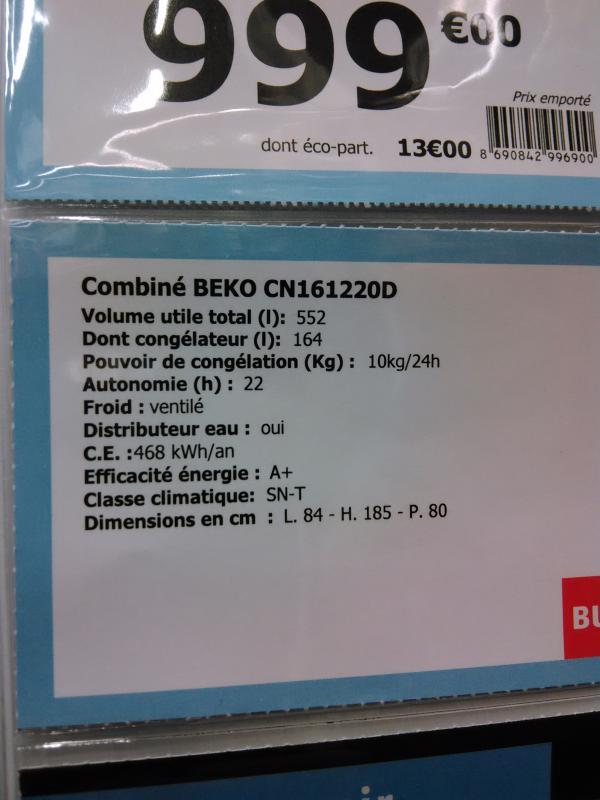 999 €00
Prix emporté
dont éco-part. 13€00
8 690842 996900
Combiné BEKO CN161220D
Volume utile total (l): 552
Dont congélateur (l): 164
Pouvoir de congélation (Kg) : 10kg/24h
Autonomie (h) : 22
Froid : ventilé
Distributeur eau : oui
C.E. :468 kWh/an
Efficacité énergie : A+
Classe climatique: SN-T
Dimensions en cm : L. 84 - H. 185 - P. 80